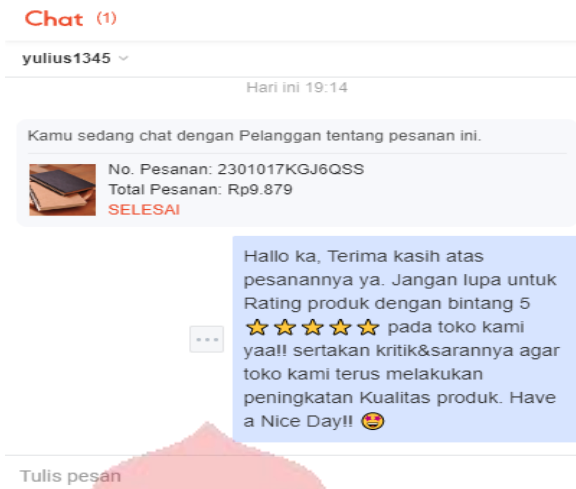 Chat (1)
yulius1345
Hari ini 19:14
Kamu sedang chat dengan Pelanggan tentang pesanan ini.
No. Pesanan: 2301017KGJ6QSS
Total Pesanan: Rp9.879
SELESAI
Hallo ka, Terima kasih atas
pesanannya ya. Jangan lupa untuk
Rating produk dengan bintang 5
⭐⭐⭐⭐⭐ pada toko kami
yaa!! sertakan kritik&sarannya agar
toko kami terus melakukan
peningkatan Kualitas produk. Have
a Nice Day!! 🤩
Tulis pesan